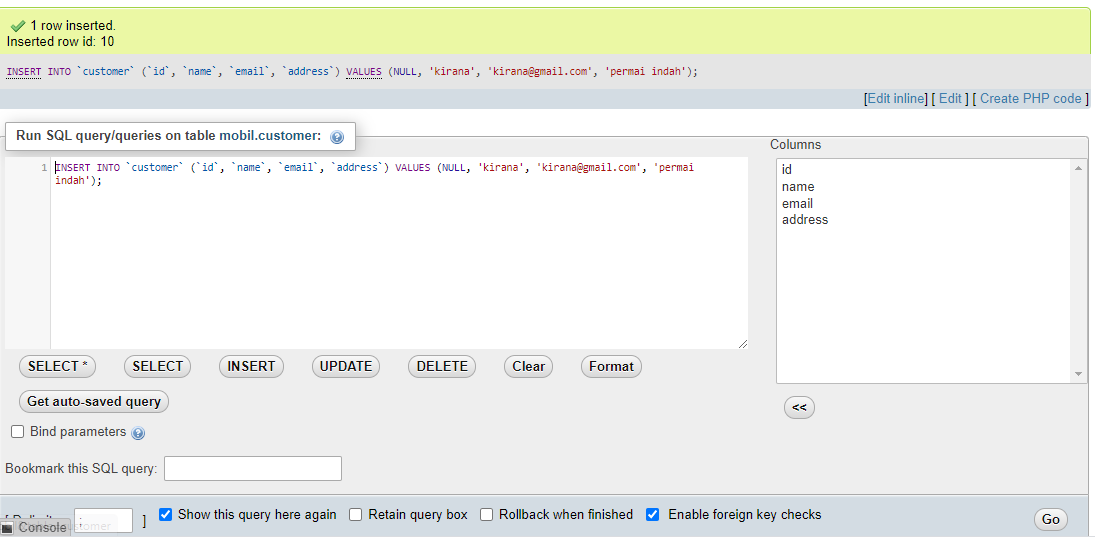 1 row inserted.
Inserted row id: 10
INSERT INTO `customer` (`id`, `name`, `email`, `address`) VALUES (NULL, 'kirana', 'kirana@gmail.com', 'permai indah');
[Edit inline] [ Edit ] [ Create PHP code ]
Run SQL query/queries on table mobil.customer:
Columns
1 INSERT INTO `customer` (`id`, `name`, `email`, `address`) VALUES (NULL, 'kirana', 'kirana@gmail.com', 'permai
indah');
id
name
email
address
SELECT * SELECT INSERT UPDATE DELETE Clear Format
Get auto-saved query
<<
Bind parameters
Bookmark this SQL query:
[ ; ] Show this query here again Retain query box Rollback when finished Enable foreign key checks
Console
Go